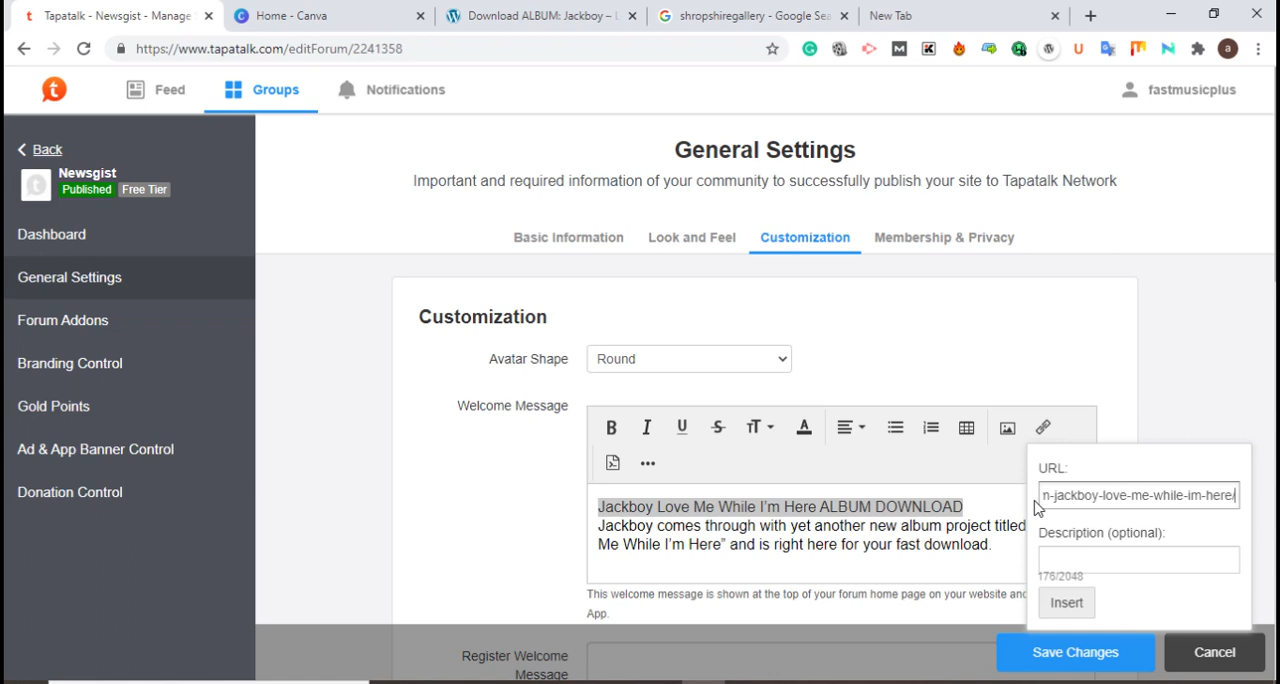 Tapatalk - Newsgist - Manage
Home - Canva
Download ALBUM: Jackboy – L
shropshiregallery - Google Sea
New Tab
https://www.tapatalk.com/editForum/2241358
Feed
Groups
Notifications
fastmusicplus
Back
Newsgist
Published Free Tier
Dashboard
General Settings
Forum Addons
Branding Control
Gold Points
Ad & App Banner Control
Donation Control
General Settings
Important and required information of your community to successfully publish your site to Tapatalk Network
Basic Information
Look and Feel
Customization
Membership & Privacy
Customization
Avatar Shape
Round
Welcome Message
B I U S TT A
Jackboy Love Me While I'm Here ALBUM DOWNLOAD
Jackboy comes through with yet another new album project titled
Me While I'm Here” and is right here for your fast download.
This welcome message is shown at the top of your forum home page on your website and
App.
URL:
n-jackboy-love-me-while-im-here/
Description (optional):
176/2048
Insert
Register Welcome
Message
Save Changes
Cancel